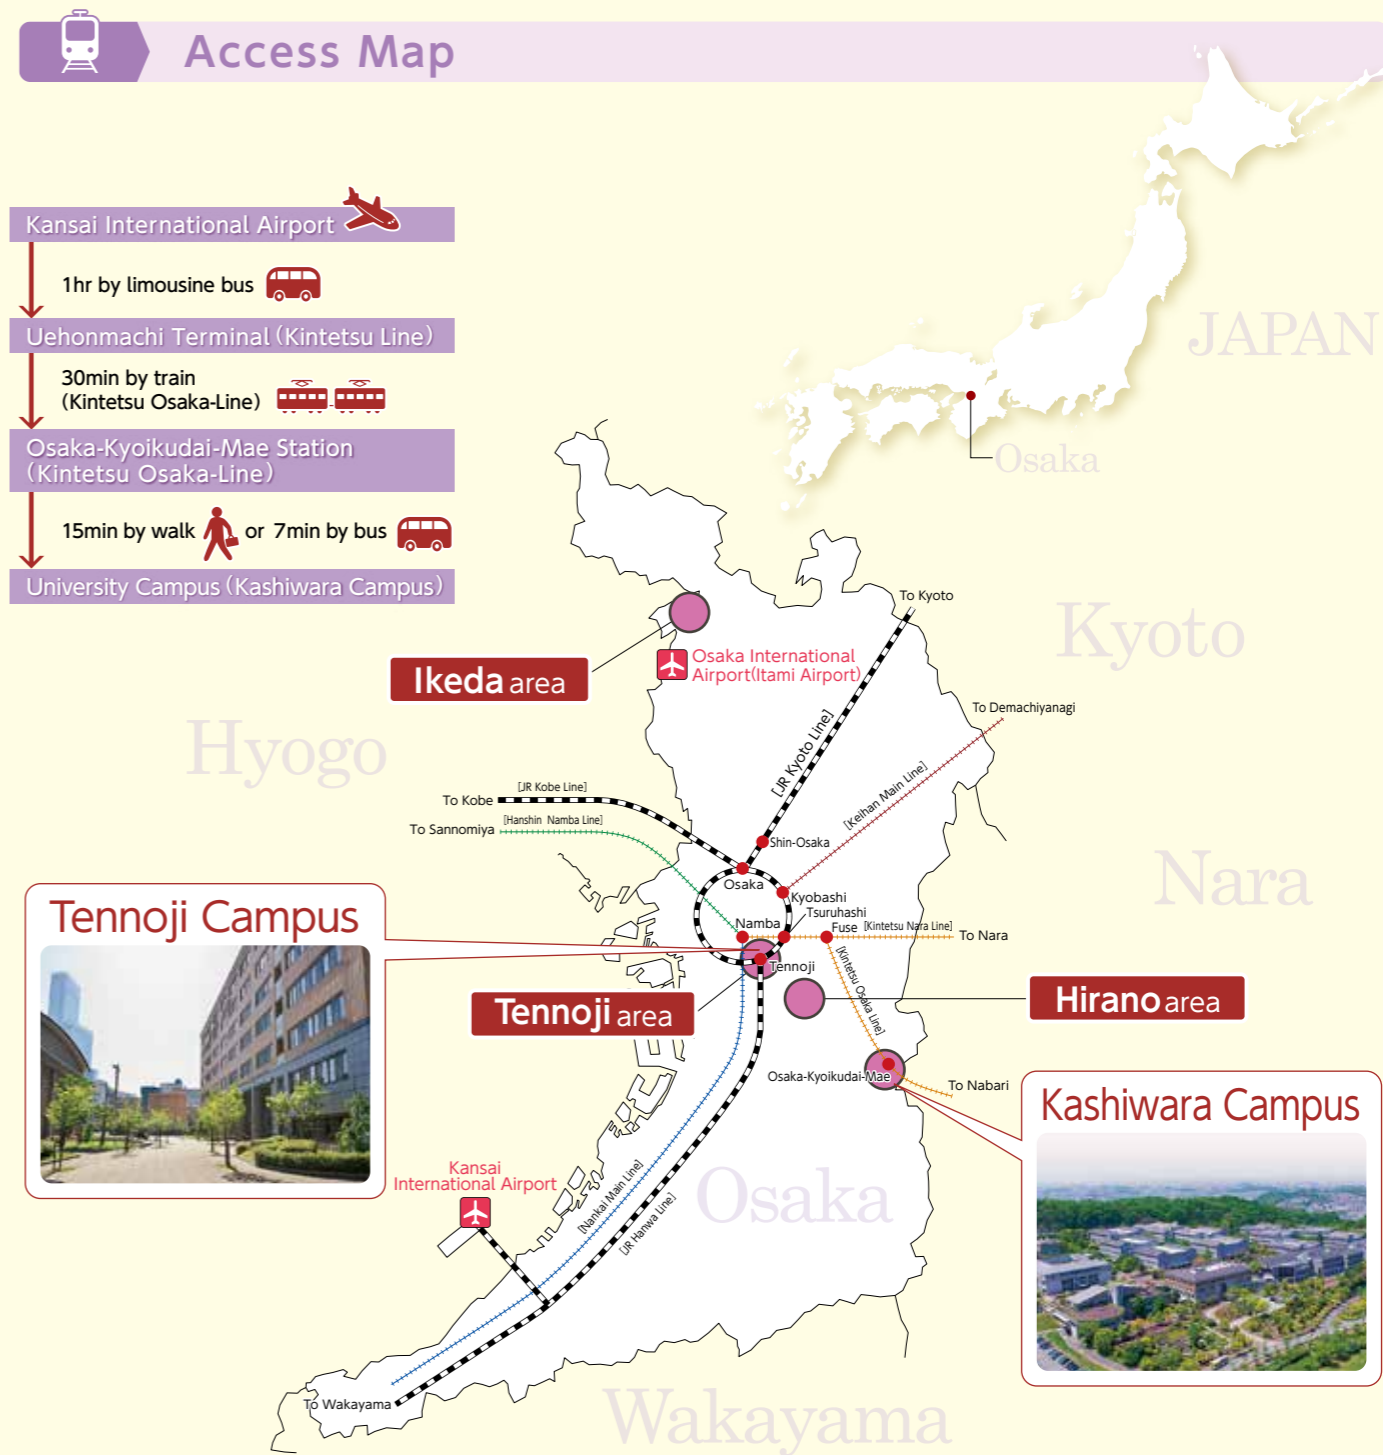 Access Map
Kansai International Airport
1hr by limousine bus
Uehonmachi Terminal (Kintetsu Line)
30min by train
(Kintetsu Osaka-Line)
Osaka-Kyoikudai-Mae Station
(Kintetsu Osaka-Line)
15min by walk or 7min by bus
University Campus (Kashiwara Campus)
JAPAN
Osaka
To Kyoto
Kyoto
Ikeda area
Osaka International
Airport(Itami Airport)
Hyogo
To Demachiyanagi
[JR Kyoto Line]
[Keihan Main Line]
[JR Kobe Line]
To Kobe
[Hanshin Namba Line]
To Sannomiya
Shin-Osaka
Osaka
Kyobashi
Tsuruhashi
Nara
Namba
Fuse
[Kintetsu Nara Line]
To Nara
Tennoji Campus
Tennoji
[Kintetsu Osaka Line]
Tennoji area
Hirano area
Osaka-Kyoikudai-Mae
To Nabari
Kashiwara Campus
Kansai
International Airport
[Nankai Main Line]
[JR Hanwa Line]
Osaka
To Wakayama
Wakayama